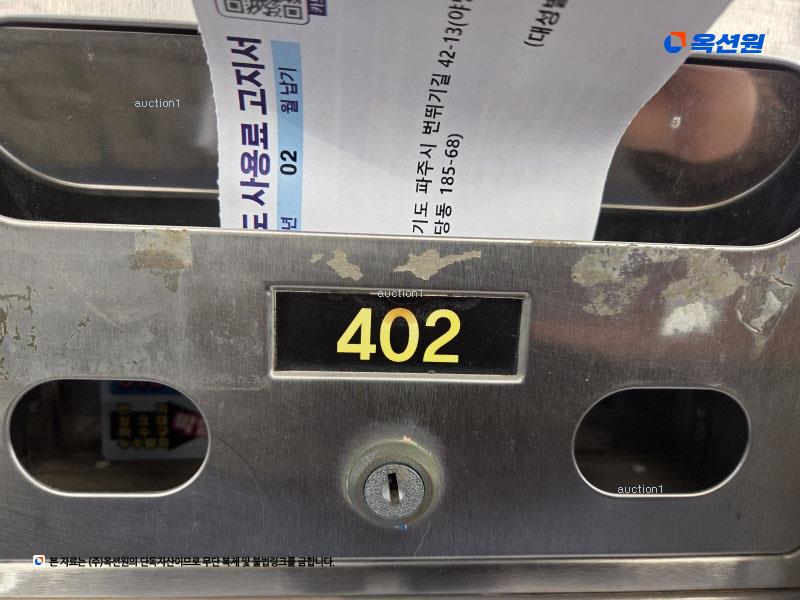 옥션원
도 사용료 고지서
년 02 월 납기
기도 파주시 번뛰기길 42-13(야
당동 185-68)
(대성
auction1
auction1
402
auction1
본 자료는 (주)옥션원의 단독자산이므로 무단 복제 및 불법링크를 금합니다.